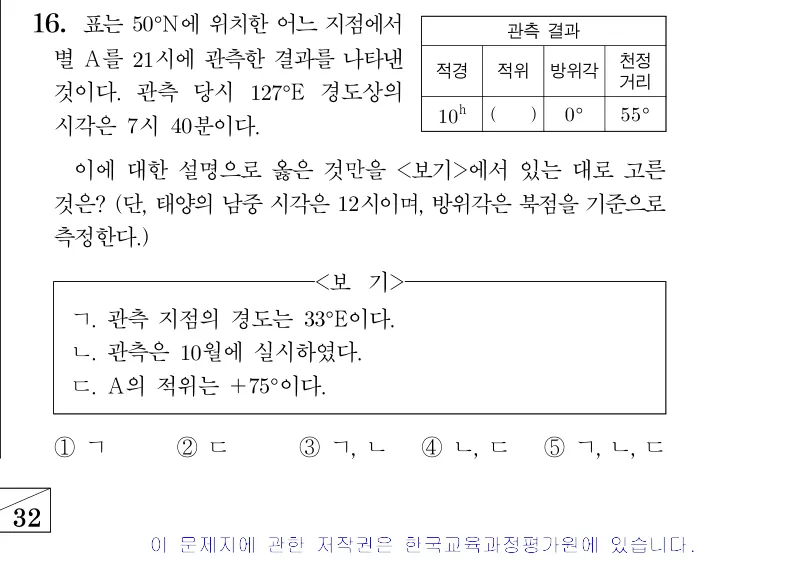 16. 표는 50°N에 위치한 어느 지점에서
별 A를 21시에 관측한 결과를 나타낸
것이다. 관측 당시 127°E 경도상의
시각은 7시 40분이다.
관측 결과
적경 적위 방위각 천정 거리
10ʰ ( ) 0° 55°
이에 대한 설명으로 옳은 것만을 <보기>에서 있는 대로 고른
것은? (단, 태양의 남중 시각은 12시이며, 방위각은 북점을 기준으로
측정한다.)
<보 기>
ㄱ. 관측 지점의 경도는 33°E이다.
ㄴ. 관측은 10월에 실시하였다.
ㄷ. A의 적위는 +75°이다.
① ㄱ ② ㄷ ③ ㄱ, ㄴ ④ ㄴ, ㄷ ⑤ ㄱ, ㄴ, ㄷ
32
이 문제지에 관한 저작권은 한국교육과정평가원에 있습니다.